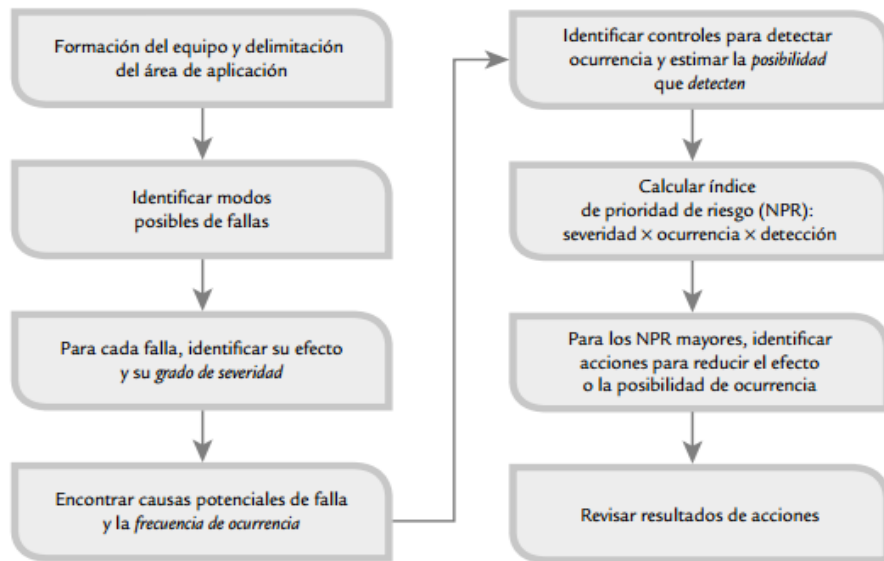 Formación del equipo y delimitación
del área de aplicación
Identificar modos
posibles de fallas
Para cada falla, identificar su efecto
y su grado de severidad
Encontrar causas potenciales de falla
y la frecuencia de ocurrencia
Identificar controles para detectar
ocurrencia y estimar la posibilidad
que detecten
Calcular índice
de prioridad de riesgo (NPR):
severidad × ocurrencia × detección
Para los NPR mayores, identificar
acciones para reducir el efecto
o la posibilidad de ocurrencia
Revisar resultados de acciones